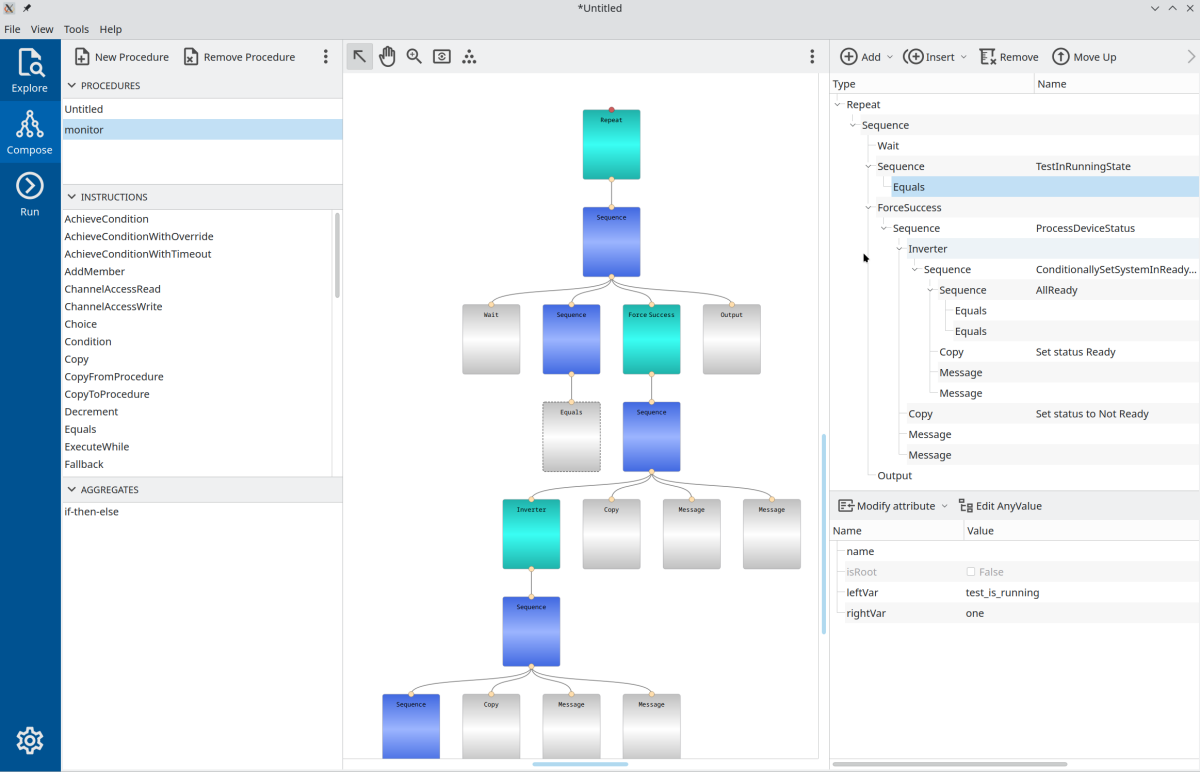 *Untitled
File View Tools Help
Explore
Compose
Run
New Procedure Remove Procedure
PROCEDURES
Untitled
monitor
INSTRUCTIONS
AchieveCondition
AchieveConditionWithOverride
AchieveConditionWithTimeout
AddMember
ChannelAccessRead
ChannelAccessWrite
Choice
Condition
Copy
CopyFromProcedure
CopyToProcedure
Decrement
Equals
ExecuteWhile
Fallback
AGGREGATES
if-then-else
Repeat
Sequence
Wait Sequence ForceSuccess Output
Equals Sequence
Inverter Copy Message Message
Sequence
Sequence Copy Message Message
Add Insert Remove Move Up
Type Name
Repeat
Sequence
Wait
Sequence TestInRunningState
Equals
ForceSuccess
Sequence ProcessDeviceStatus
Inverter
Sequence ConditionallySetSystemInReady...
Sequence AllReady
Equals
Equals
Copy Set status Ready
Message
Message
Copy Set status to Not Ready
Message
Message
Output
Modify attribute Edit AnyValue
Name Value
name
isRoot False
leftVar test_is_running
rightVar one